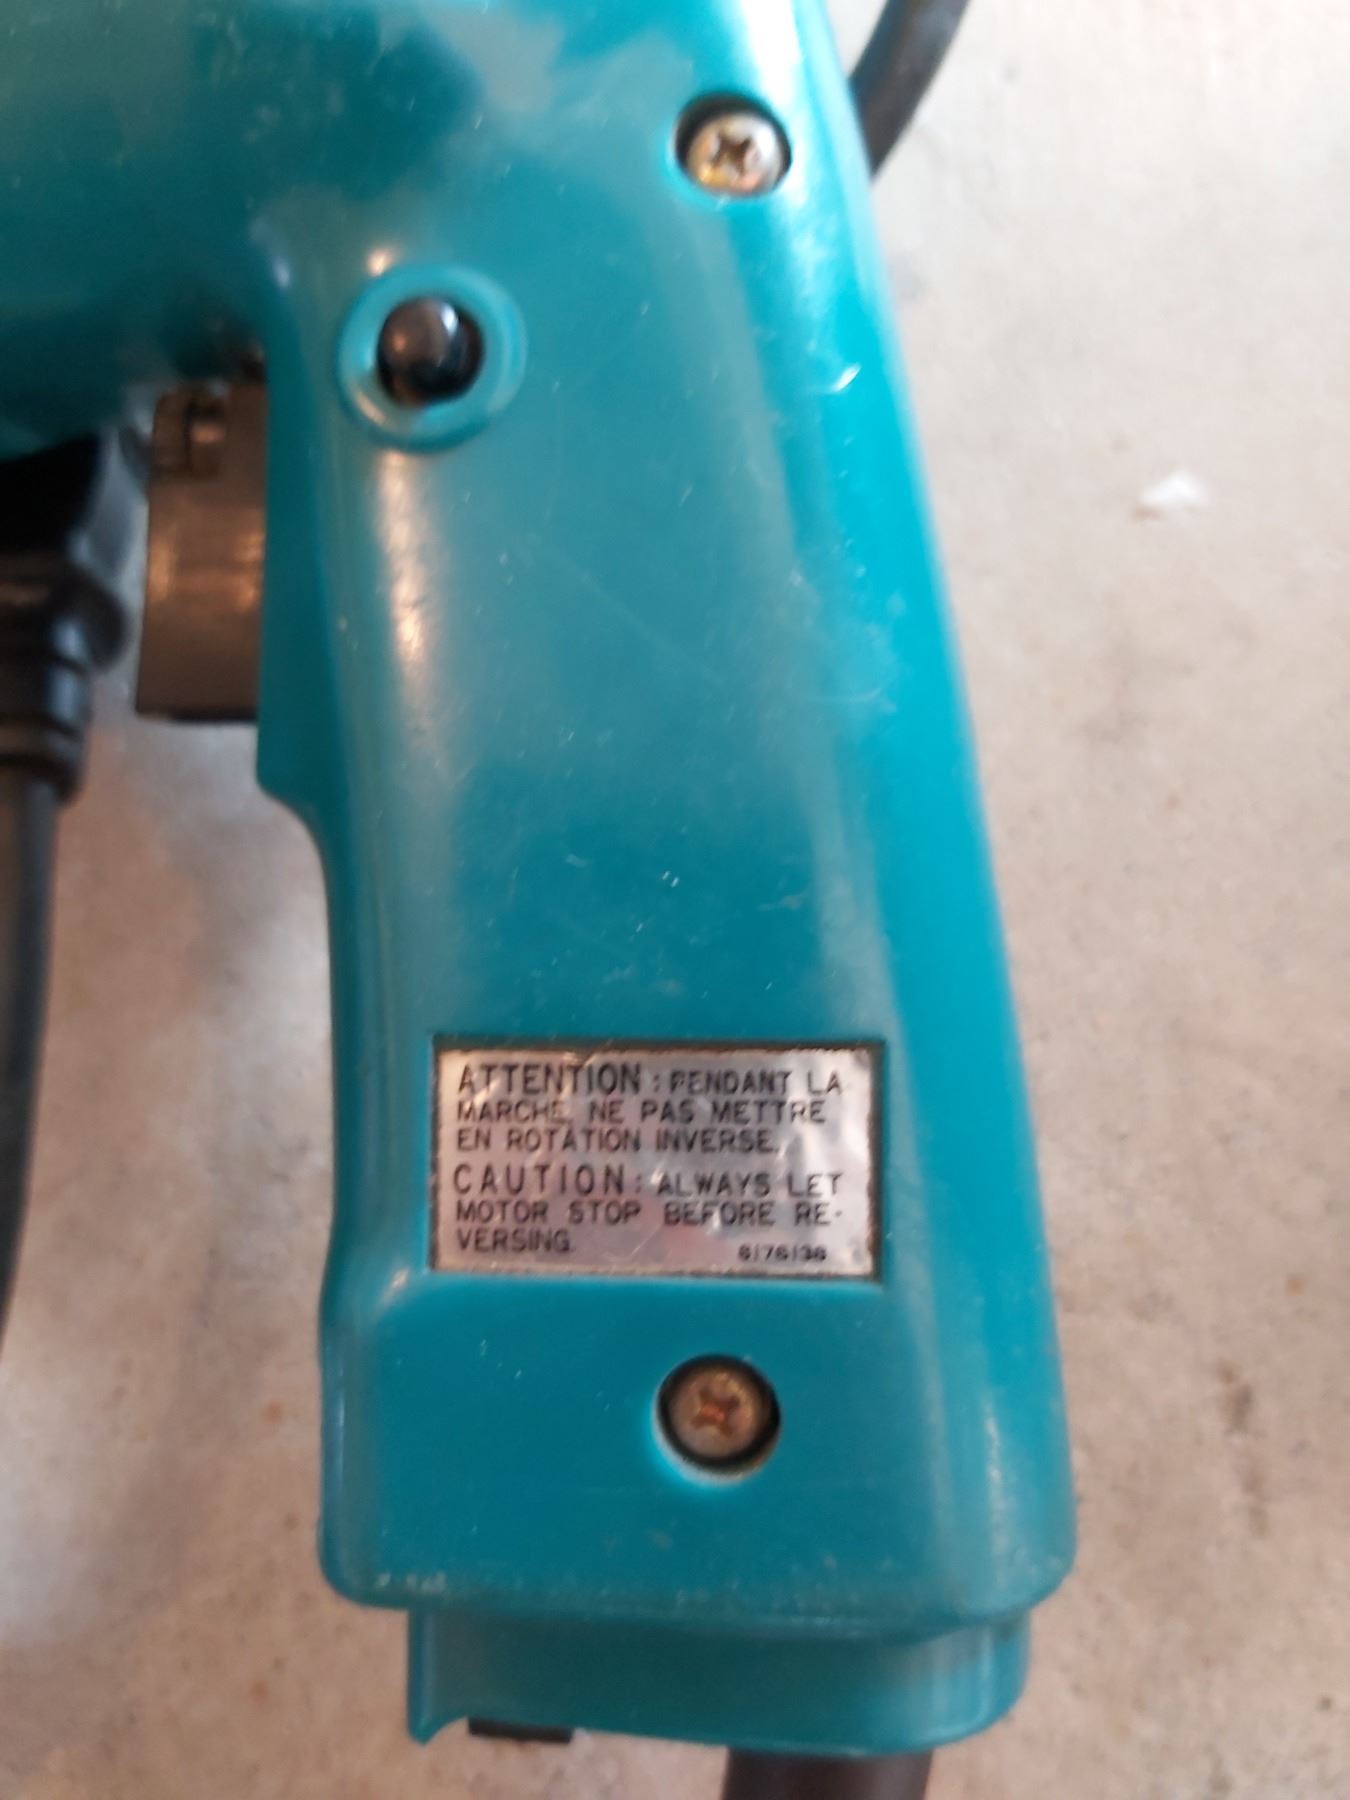 ATTENTION : PENDANT LA
MARCHE, NE PAS METTRE
EN ROTATION INVERSE.
CAUTION : ALWAYS LET
MOTOR STOP BEFORE RE-
VERSING.